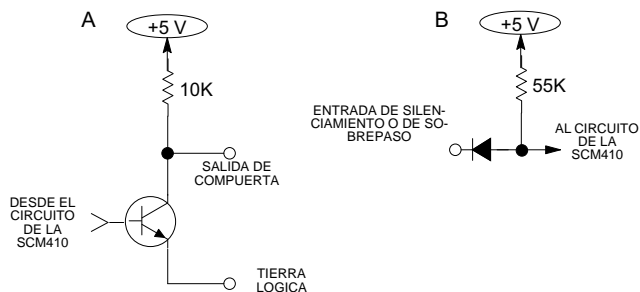 A
+5 V
10K
SALIDA DE
COMPUERTA
DESDE EL
CIRCUITO
DE LA
SCM410
TIERRA
LOGICA
B
+5 V
55K
ENTRADA DE SILEN-
CIAMIENTO O DE SO-
BREPASO
AL CIRCUITO
DE LA
SCM410